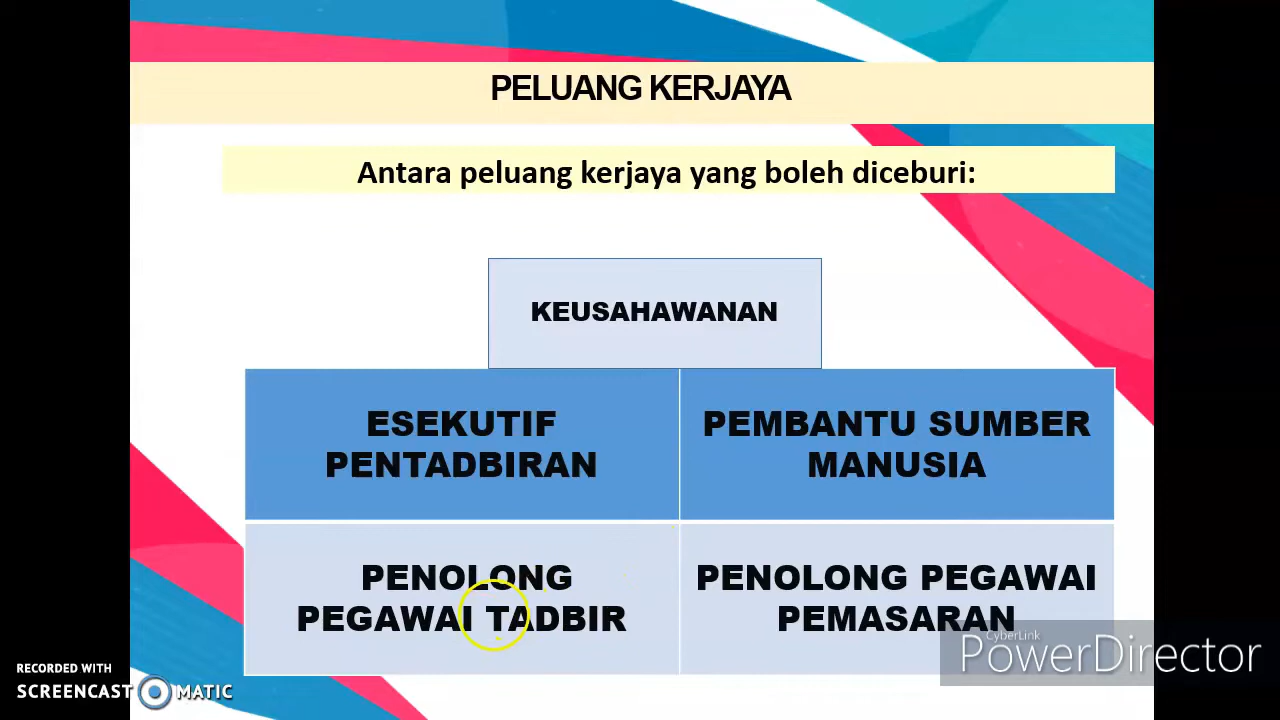 PELUANG KERJAYA
Antara peluang kerjaya yang boleh diceburi:
KEUSAHAWANAN
ESEKUTIF
PENTADBIRAN
PEMBANTU SUMBER
MANUSIA
PENOLONG
PEGAWAI TADBIR
PENOLONG PEGAWAI
PEMASARAN
CyberLink
PowerDirector
RECORDED WITH
SCREENCAST MATIC